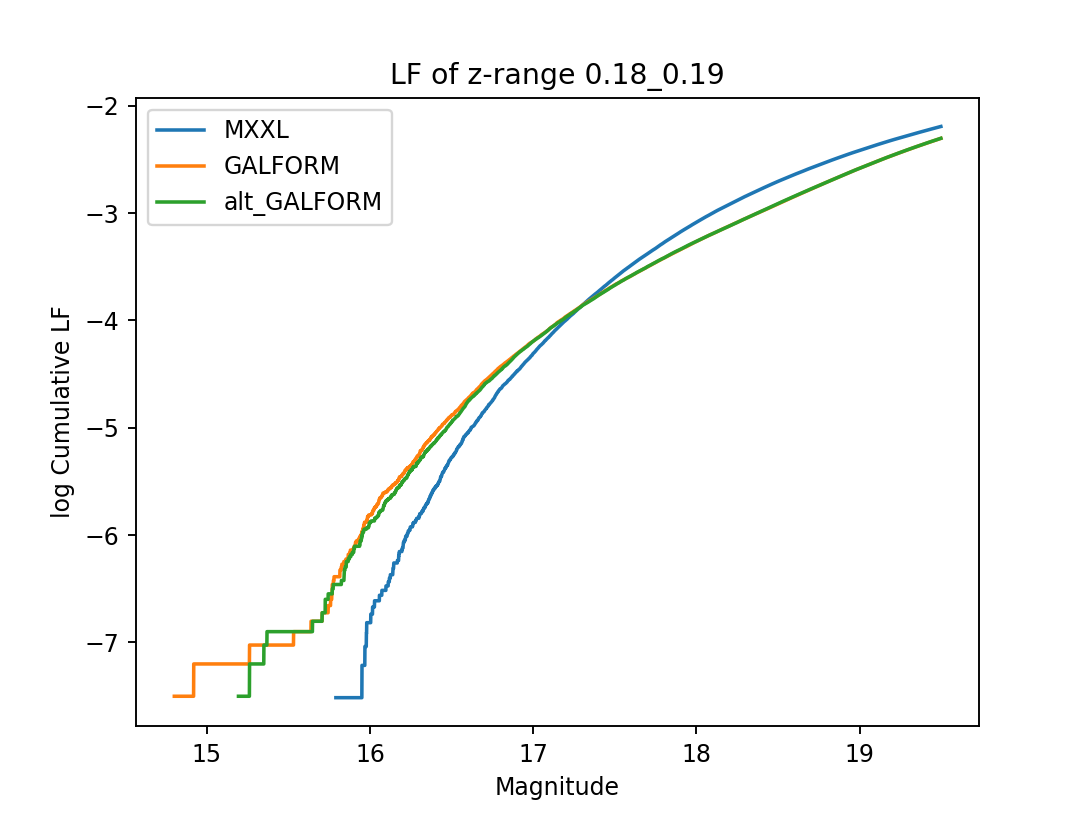 LF of z-range 0.18_0.19
MXXL
GALFORM
alt_GALFORM
log Cumulative LF
−2
−3
−4
−5
−6
−7
15 16 17 18 19
Magnitude